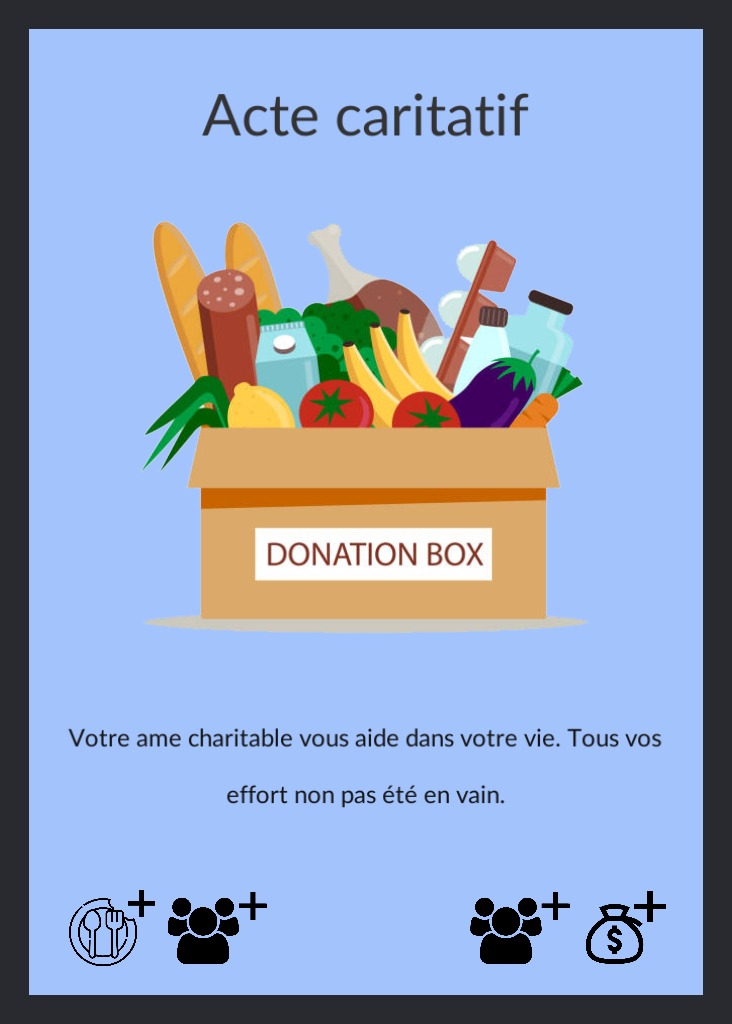 Acte caritatif
DONATION BOX
Votre ame charitable vous aide dans votre vie. Tous vos
effort non pas été en vain.